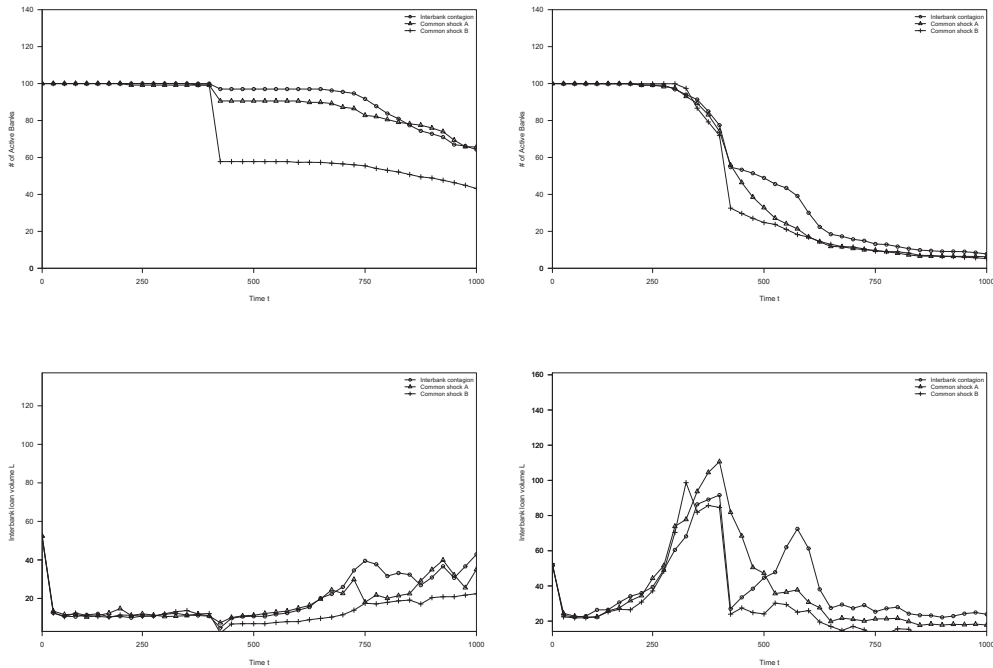 Interbank contagion
Common shock A
Common shock B
140
120
100
80
60
40
20
0
# of Active Banks
0 250 500 750 1000
Time t
Interbank contagion
Common shock A
Common shock B
140
120
100
80
60
40
20
0
# of Active Banks
0 250 500 750 1000
Time t
Interbank contagion
Common shock A
Common shock B
120
100
80
60
40
20
Interbank loan volume L
0 250 500 750 1000
Time t
Interbank contagion
Common shock A
Common shock B
160
140
120
100
80
60
40
20
Interbank loan volume L
0 250 500 750 1000
Time t